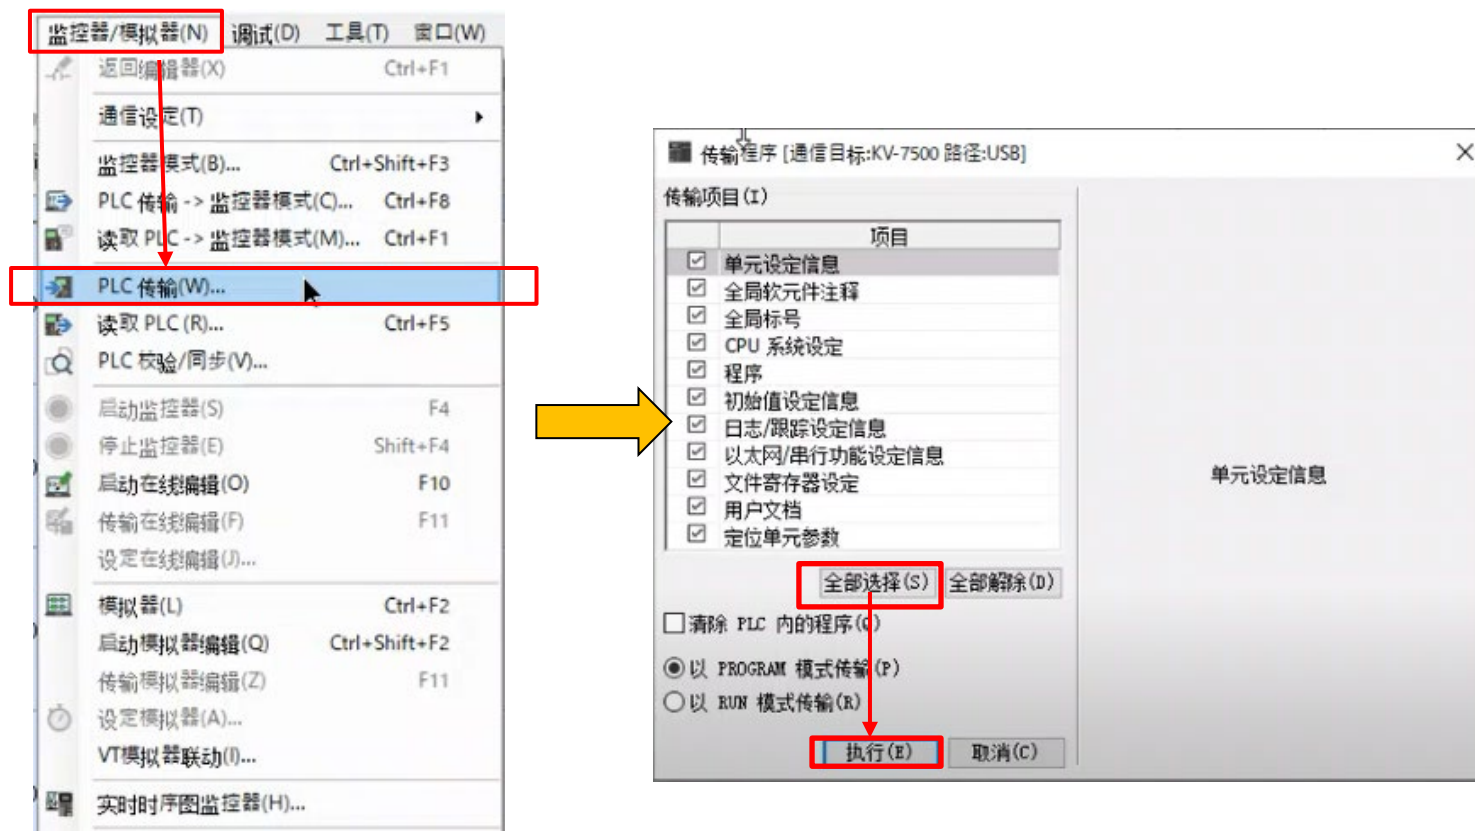 监控器/模拟器(N) 调试(D) 工具(T) 窗口(W)
返回编辑器(X) Ctrl+F1
通信设定(T)
监控器模式(B)... Ctrl+Shift+F3
PLC 传输 -> 监控器模式(C)... Ctrl+F8
读取 PLC -> 监控器模式(M)... Ctrl+F1
PLC 传输(W)...
读取 PLC (R)... Ctrl+F5
PLC 校验/同步(V)...
启动监控器(S) F4
停止监控器(E) Shift+F4
启动在线编辑(O) F10
传输在线编辑(F) F11
设定在线编辑(J)...
模拟器(L) Ctrl+F2
启动模拟器编辑(Q) Ctrl+Shift+F2
传输模拟器编辑(Z) F11
设定模拟器(A)...
VT模拟器联动(I)...
实时时序图监控器(H)...
传输程序 [通信目标:KV-7500 路径:USB]
传输项目(I)
项目
单元设定信息
全局软元件注释
全局标号
CPU 系统设定
程序
初始值设定信息
日志/跟踪设定信息
以太网/串行功能设定信息
文件寄存器设定
用户文档
定位单元参数
全部选择(S) 全部解除(D)
清除 PLC 内的程序(C)
以 PROGRAM 模式传输(P)
以 RUN 模式传输(R)
执行(E) 取消(C)
单元设定信息